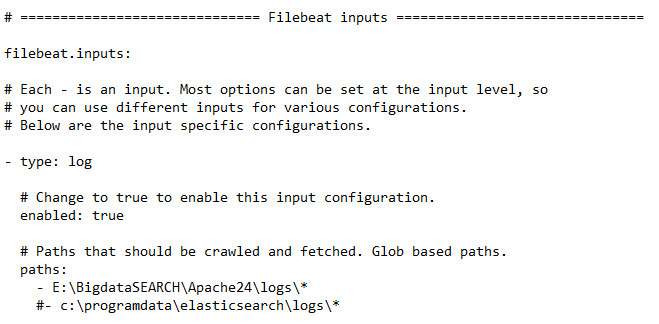 # ============================== Filebeat inputs ===============================
filebeat.inputs:
# Each - is an input. Most options can be set at the input level, so
# you can use different inputs for various configurations.
# Below are the input specific configurations.
- type: log
# Change to true to enable this input configuration.
enabled: true
# Paths that should be crawled and fetched. Glob based paths.
paths:
- E:\BigdataSEARCH\Apache24\logs\*
#- c:\programdata\elasticsearch\logs\*